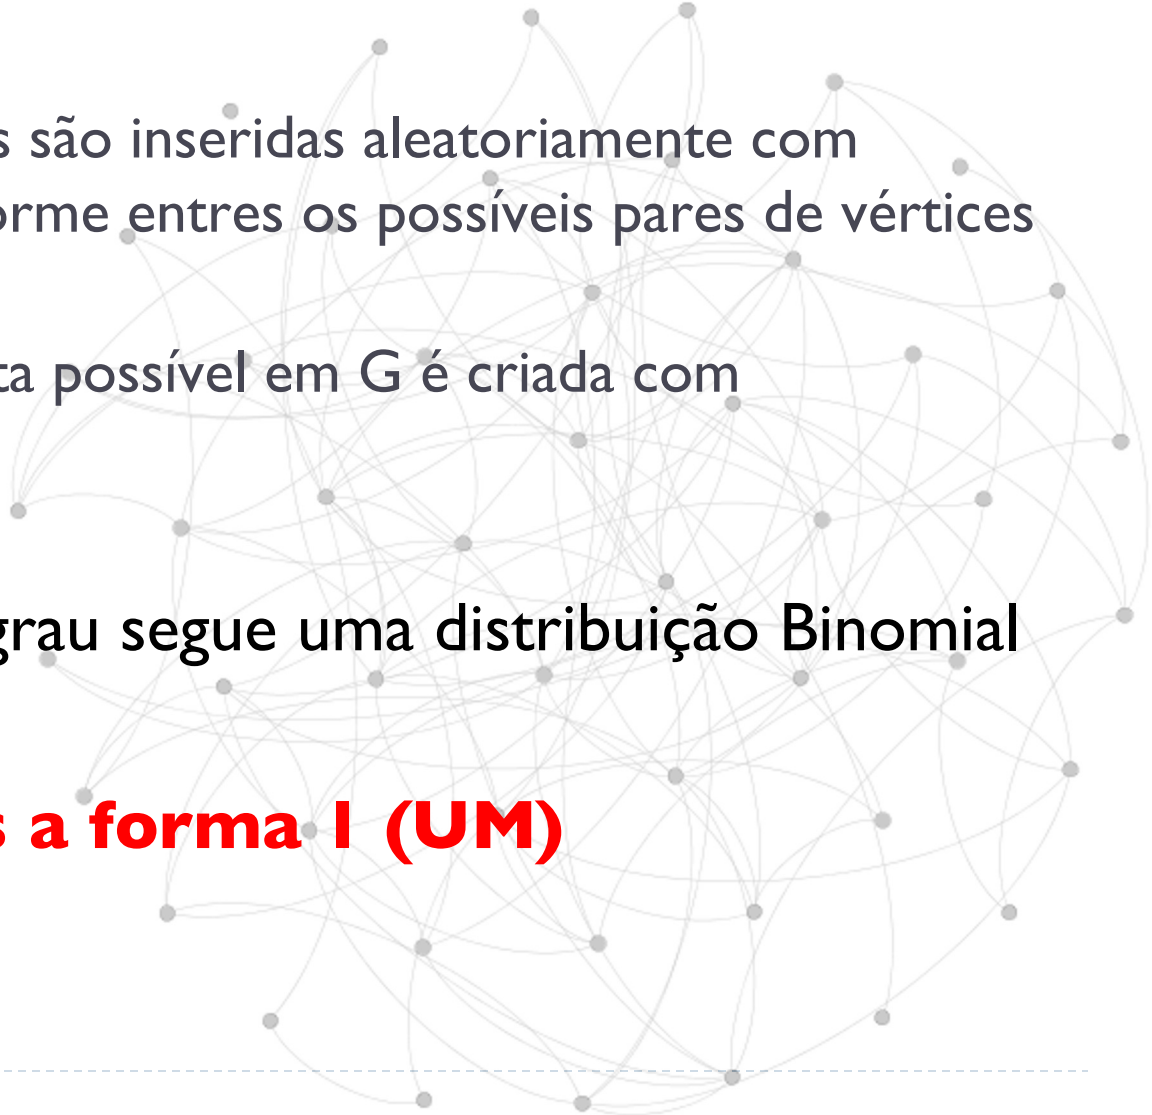 s são inseridas aleatoriamente com
orme entres os possíveis pares de vértices
ta possível em G é criada com
grau segue uma distribuição Binomial
s a forma 1 (UM)